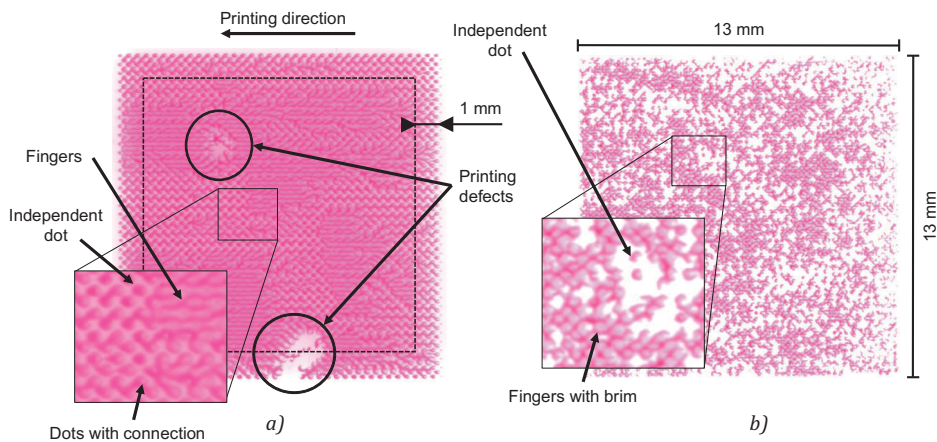 Printing direction
1 mm
Fingers
Independent
dot
Printing
defects
Dots with connection
a)
Independent
dot
13 mm
13 mm
Fingers with brim
b)